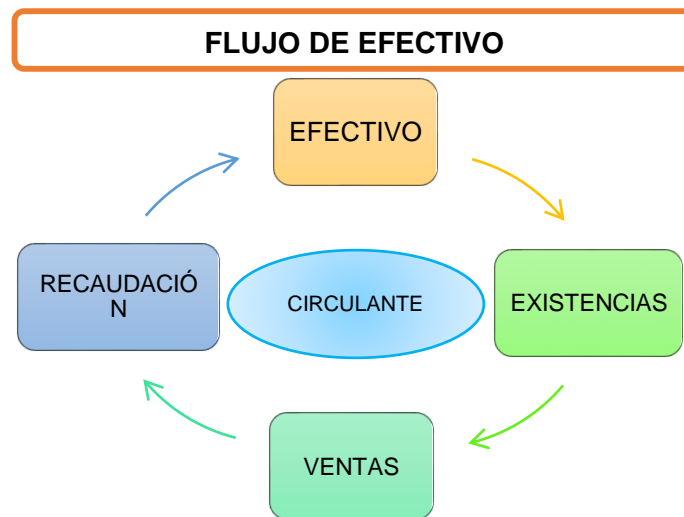 FLUJO DE EFECTIVO
EFECTIVO
RECAUDACIÓ
N
CIRCULANTE
EXISTENCIAS
VENTAS